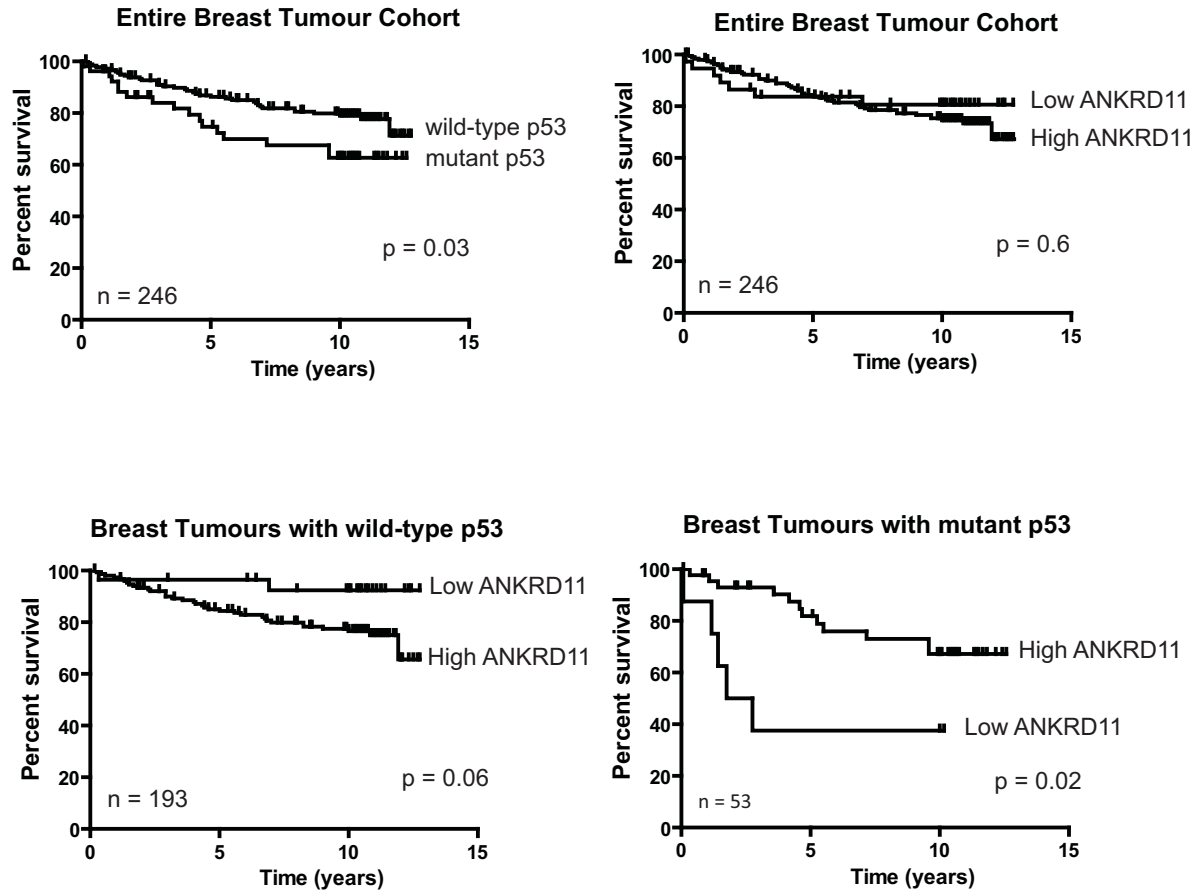 Entire Breast Tumour Cohort
Percent survival
100
80
60
40
20
0
wild-type p53
mutant p53
p = 0.03
n = 246
0 5 10 15
Time (years)
Entire Breast Tumour Cohort
Percent survival
100
80
60
40
20
0
Low ANKRD11
High ANKRD11
p = 0.6
n = 246
0 5 10 15
Time (years)
Breast Tumours with wild-type p53
Percent survival
100
80
60
40
20
0
Low ANKRD11
High ANKRD11
p = 0.06
n = 193
0 5 10 15
Time (years)
Breast Tumours with mutant p53
Percent survival
100
80
60
40
20
0
High ANKRD11
Low ANKRD11
p = 0.02
n = 53
0 5 10 15
Time (years)